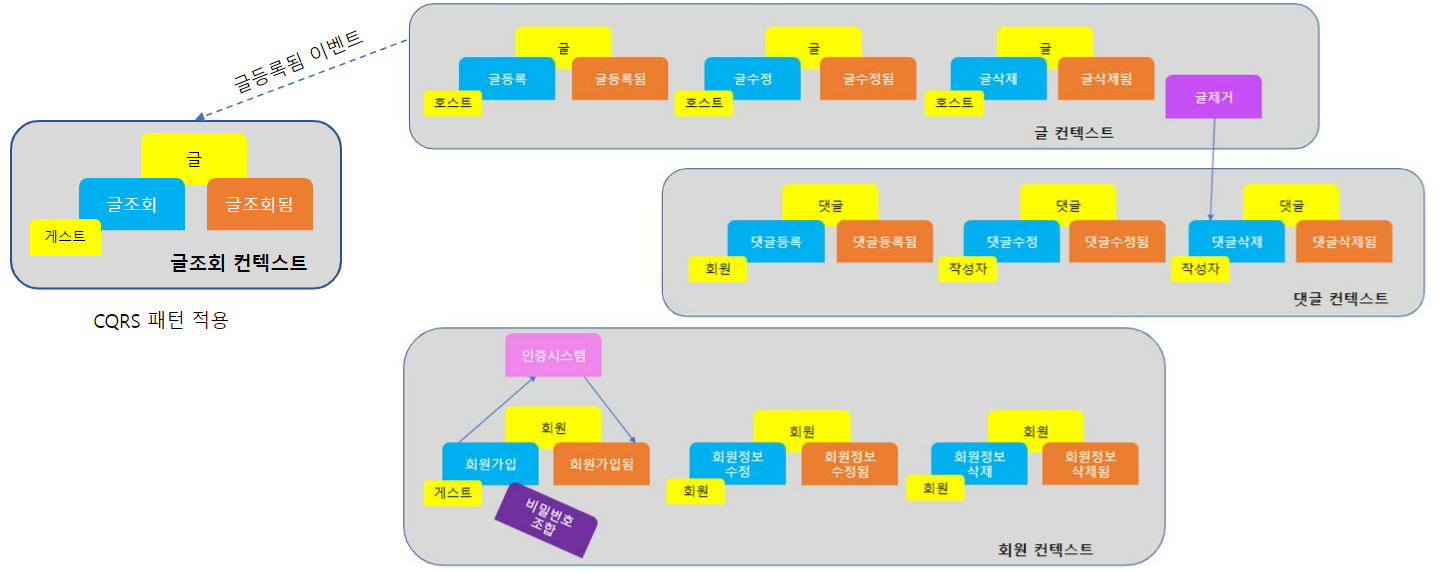 글등록됨 이벤트
글
글조회
글조회됨
게스트
글조회 컨텍스트
CQRS 패턴 적용
글
글등록
글등록됨
호스트
글
글수정
글수정됨
호스트
글
글삭제
글삭제됨
호스트
글제거
글 컨텍스트
댓글
댓글등록
댓글등록됨
회원
댓글
댓글수정
댓글수정됨
작성자
댓글
댓글삭제
댓글삭제됨
작성자
댓글 컨텍스트
인증시스템
회원
회원가입
회원가입됨
게스트
비밀번호
조합
회원
회원정보
수정
회원정보
수정됨
회원
회원
회원정보
삭제
회원정보
삭제됨
회원
회원 컨텍스트